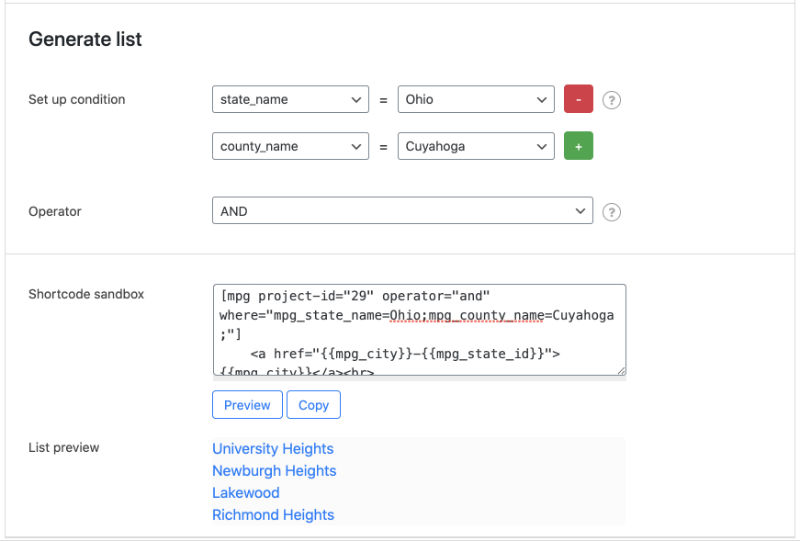 Generate list
Set up condition
state_name = Ohio - ?
county_name = Cuyahoga +
Operator
AND ?
Shortcode sandbox
[mpg project-id="29" operator="and"
where="mpg_state_name=Ohio;mpg_county_name=Cuyahoga
;"]
<a href="{{mpg_city}}-{{mpg_state_id}}">
{{mpg_city}}</a><br>
Preview Copy
List preview
University Heights
Newburgh Heights
Lakewood
Richmond Heights